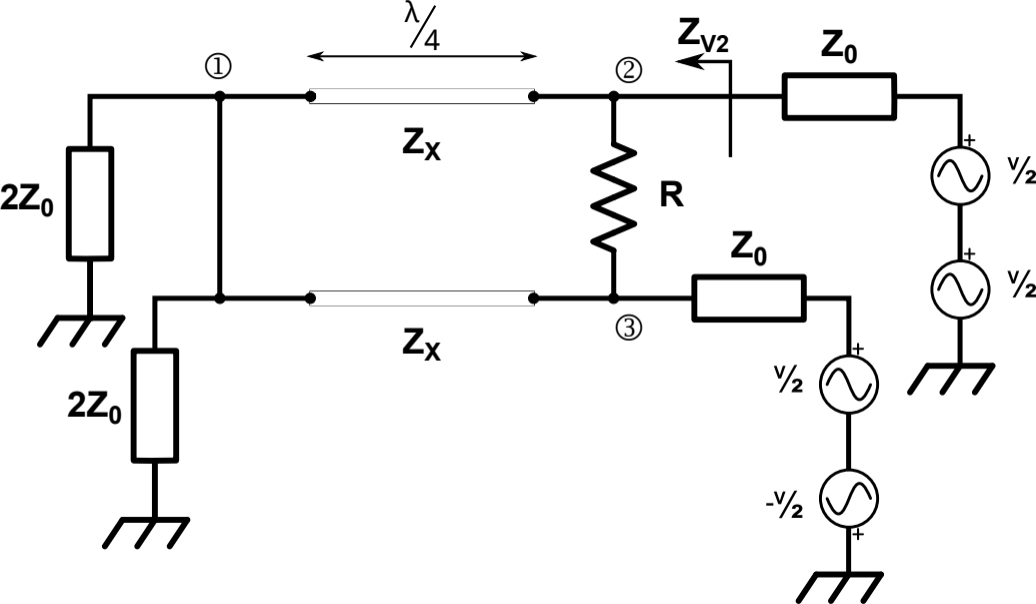 λ/4
①
②
Z_V2
Z_0
Z_X
V/2
2Z_0
R
V/2
Z_0
③
Z_X
V/2
2Z_0
-V/2
+
+
+
+